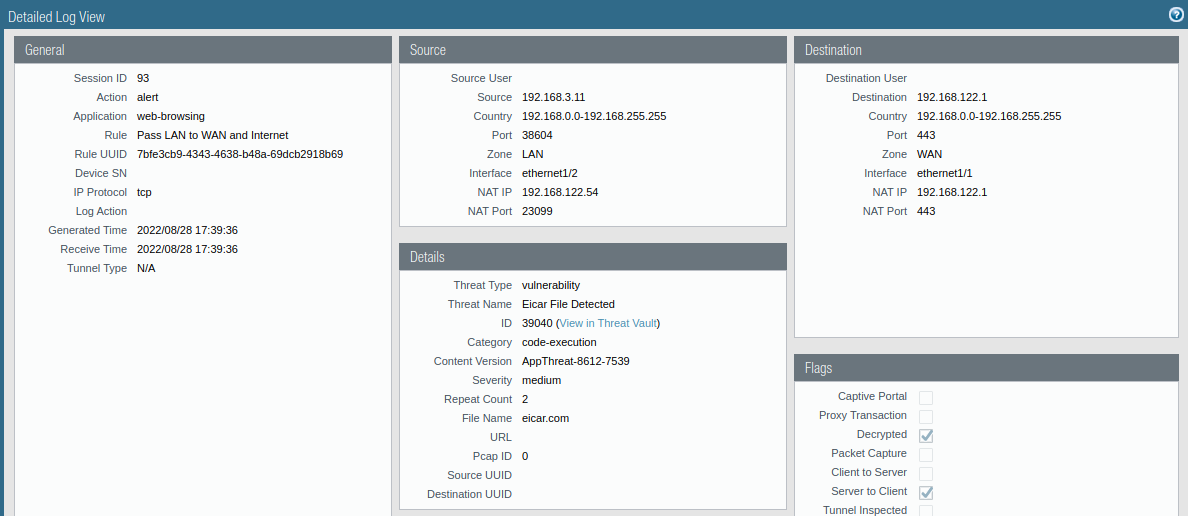 Detailed Log View
General
Session ID 93
Action alert
Application web-browsing
Rule Pass LAN to WAN and Internet
Rule UUID 7bfe3cb9-4343-4638-b48a-69dcb2918b69
Device SN
IP Protocol tcp
Log Action
Generated Time 2022/08/28 17:39:36
Receive Time 2022/08/28 17:39:36
Tunnel Type N/A
Source
Source User
Source 192.168.3.11
Country 192.168.0.0-192.168.255.255
Port 38604
Zone LAN
Interface ethernet1/2
NAT IP 192.168.122.54
NAT Port 23099
Details
Threat Type vulnerability
Threat Name Eicar File Detected
ID 39040 (View in Threat Vault)
Category code-execution
Content Version AppThreat-8612-7539
Severity medium
Repeat Count 2
File Name eicar.com
URL
Pcap ID 0
Source UUID
Destination UUID
Destination
Destination User
Destination 192.168.122.1
Country 192.168.0.0-192.168.255.255
Port 443
Zone WAN
Interface ethernet1/1
NAT IP 192.168.122.1
NAT Port 443
Flags
Captive Portal
Proxy Transaction
Decrypted
Packet Capture
Client to Server
Server to Client
Tunnel Inspected